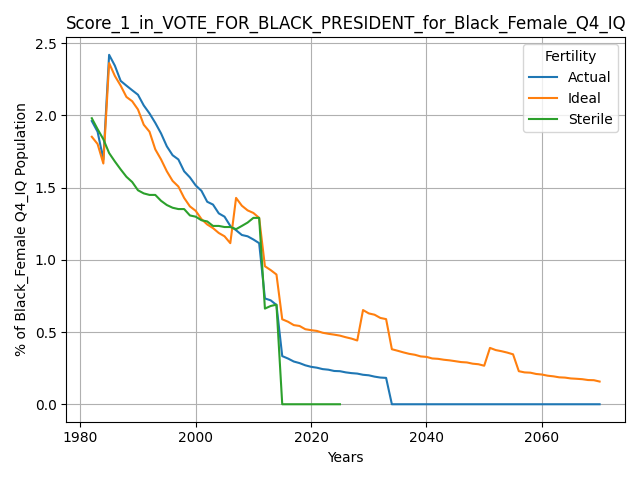 Score_1_in_VOTE_FOR_BLACK_PRESIDENT_for_Black_Female_Q4_IQ
Fertility
Actual
Ideal
Sterile
% of Black_Female Q4_IQ Population
2.5
2.0
1.5
1.0
0.5
0.0
1980
2000
2020
2040
2060
Years